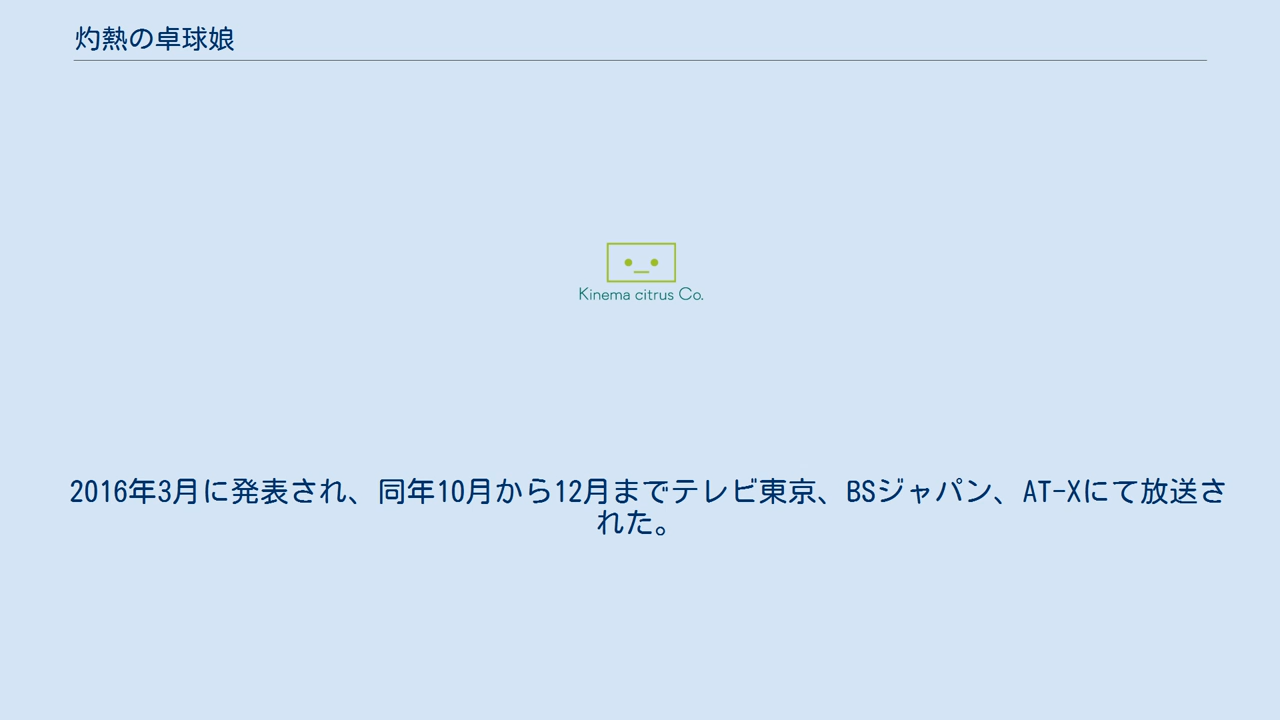 灼熱の卓球娘
Kinema citrus Co.
2016年3月に発表され、同年10月から12月までテレビ東京、BSジャパン、AT-Xにて放送さ
れた。